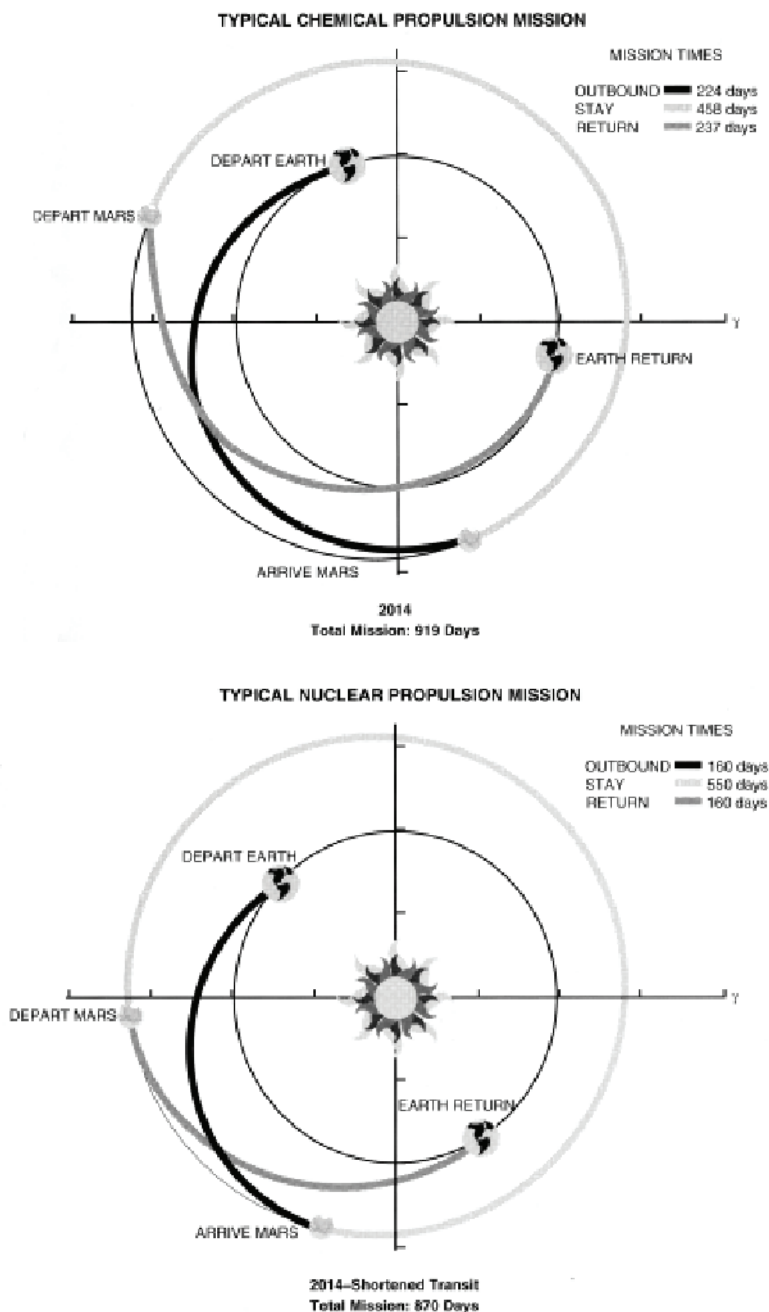 TYPICAL CHEMICAL PROPULSION MISSION
MISSION TIMES
OUTBOUND 224 days
STAY 458 days
RETURN 237 days
DEPART EARTH
DEPART MARS
γ
EARTH RETURN
ARRIVE MARS
2014
Total Mission: 919 Days
TYPICAL NUCLEAR PROPULSION MISSION
MISSION TIMES
OUTBOUND 160 days
STAY 550 days
RETURN 160 days
DEPART EARTH
γ
DEPART MARS
EARTH RETURN
ARRIVE MARS
2014–Shortened Transit
Total Mission: 870 Days